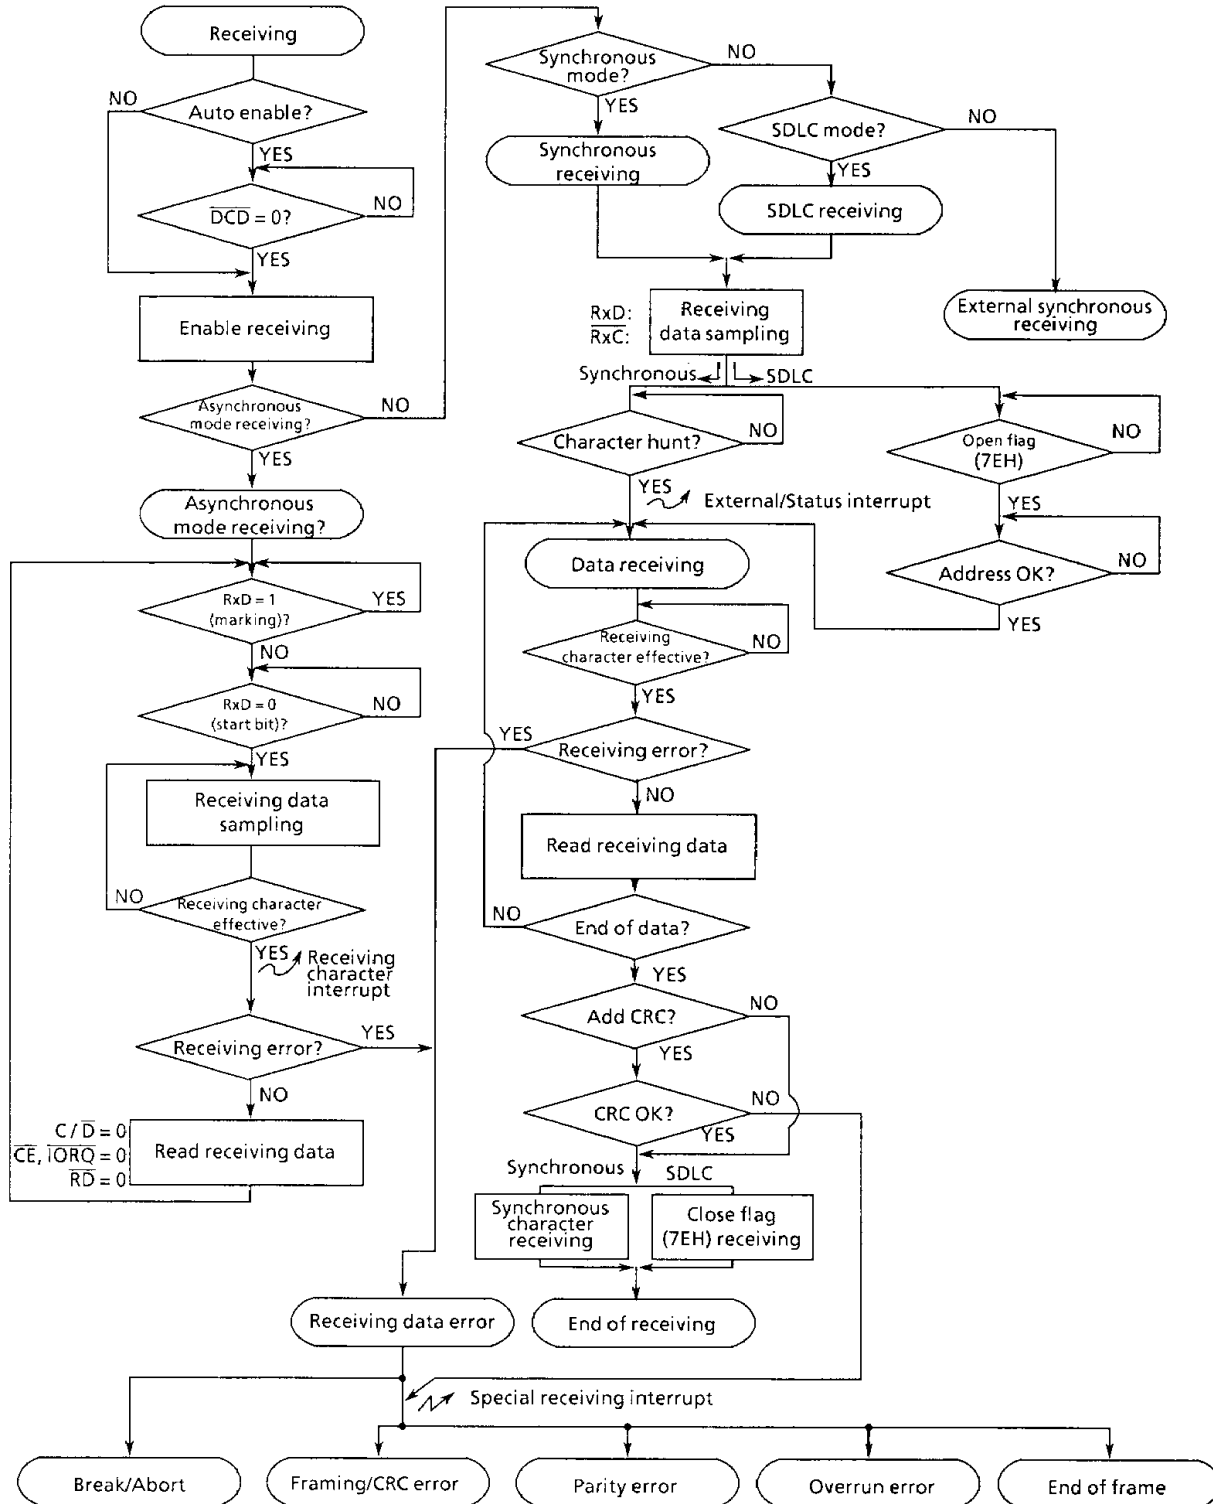 Receiving
Auto enable?
NO
YES
DCD = 0?
NO
YES
Enable receiving
Asynchronous
mode receiving?
NO
YES
Asynchronous
mode receiving?
RxD = 1
(marking)?
YES
NO
RxD = 0
(start bit)?
NO
YES
Receiving data
sampling
NO
Receiving character
effective?
YES
Receiving
character
interrupt
Receiving error?
YES
NO
C/D = 0
CE, IORQ = 0
RD = 0
Read receiving data
Synchronous
mode?
NO
YES
Synchronous
receiving
SDLC mode?
NO
YES
SDLC receiving
External synchronous
receiving
RxD:
RxC:
Receiving
data sampling
Synchronous
SDLC
Character hunt?
NO
YES
External/Status interrupt
Open flag
(7EH)
NO
YES
Address OK?
NO
YES
Data receiving
Receiving
character effective?
NO
YES
YES
Receiving error?
NO
Read receiving data
NO
End of data?
YES
Add CRC?
NO
YES
CRC OK?
NO
YES
Synchronous
SDLC
Synchronous
character
receiving
Close flag
(7EH) receiving
Receiving data error
End of receiving
Special receiving interrupt
Break/Abort
Framing/CRC error
Parity error
Overrun error
End of frame